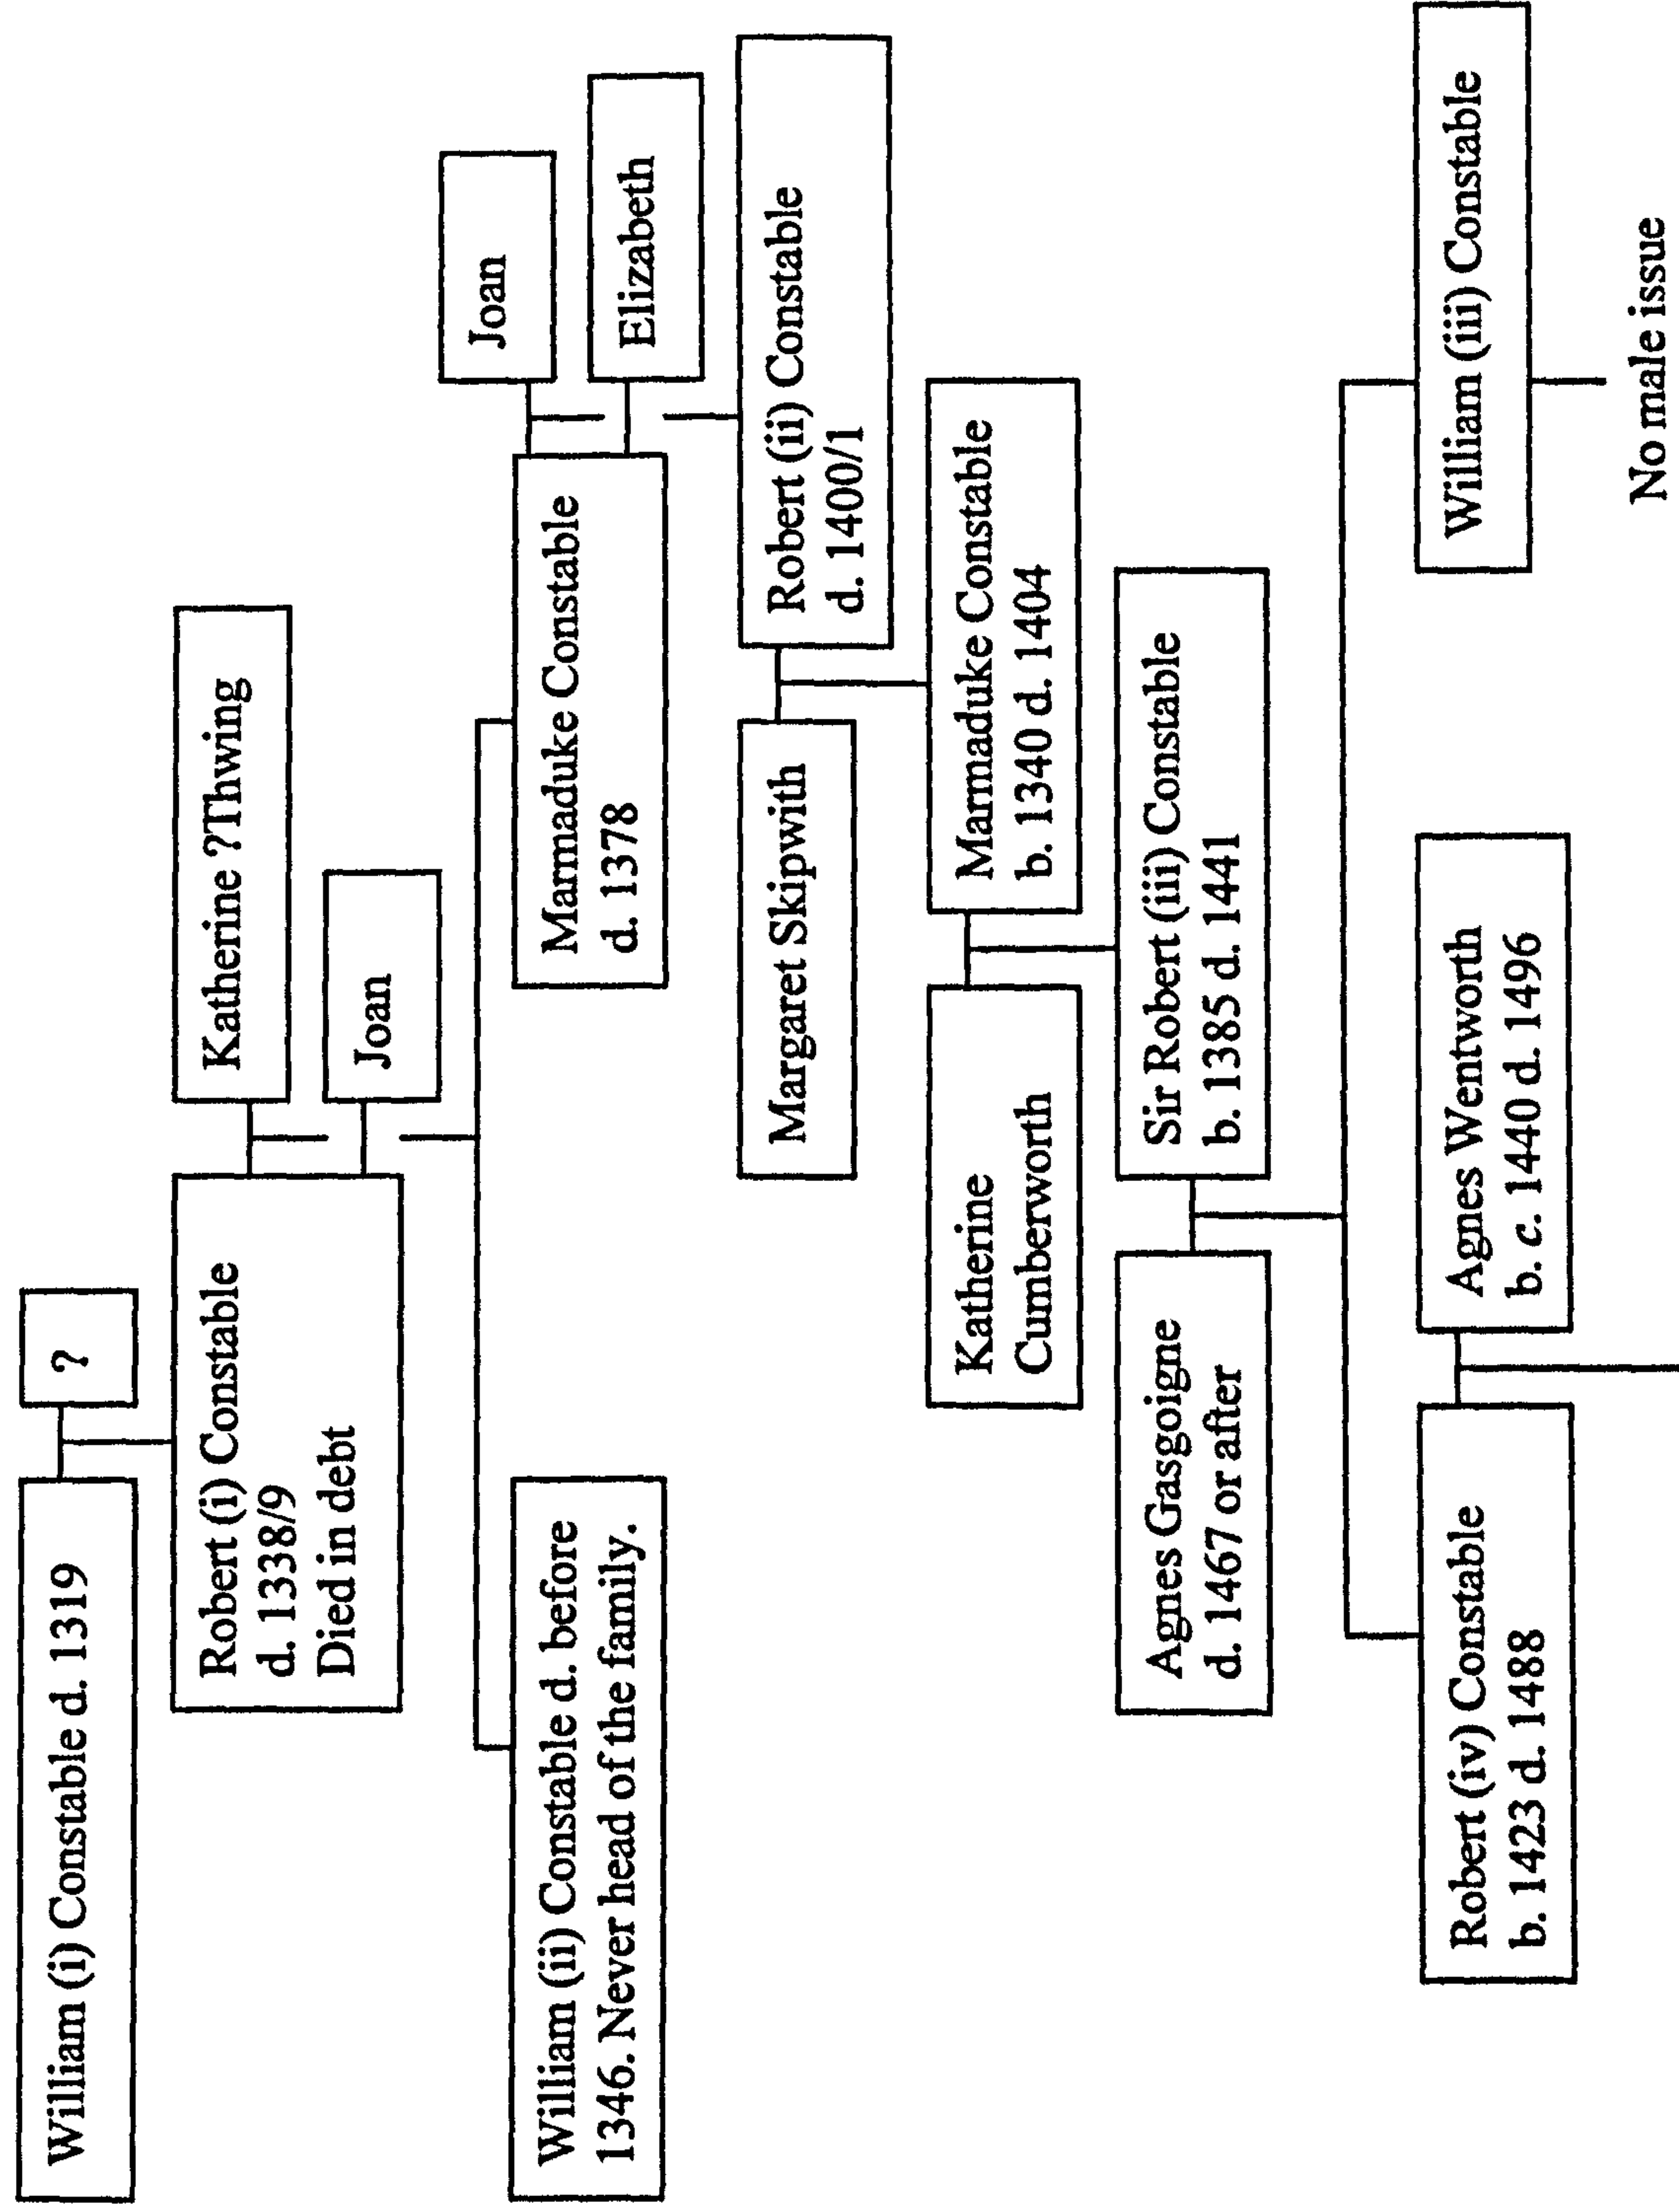 William (i) Constable d. 1319
?
Robert (i) Constable
d. 1338/9
Died in debt
Katherine ?Thwing
Joan
William (ii) Constable d. before
1346. Never head of the family.
Marmaduke Constable
d. 1378
Joan
Elizabeth
Margaret Skipwith
Robert (ii) Constable
d. 1400/1
Katherine
Cumberworth
Marmaduke Constable
b. 1340 d. 1404
Agnes Gasgoigne
d. 1467 or after
Sir Robert (iii) Constable
b. 1385 d. 1441
Robert (iv) Constable
b. 1423 d. 1488
Agnes Wentworth
b. c. 1440 d. 1496
William (iii) Constable
No male issue